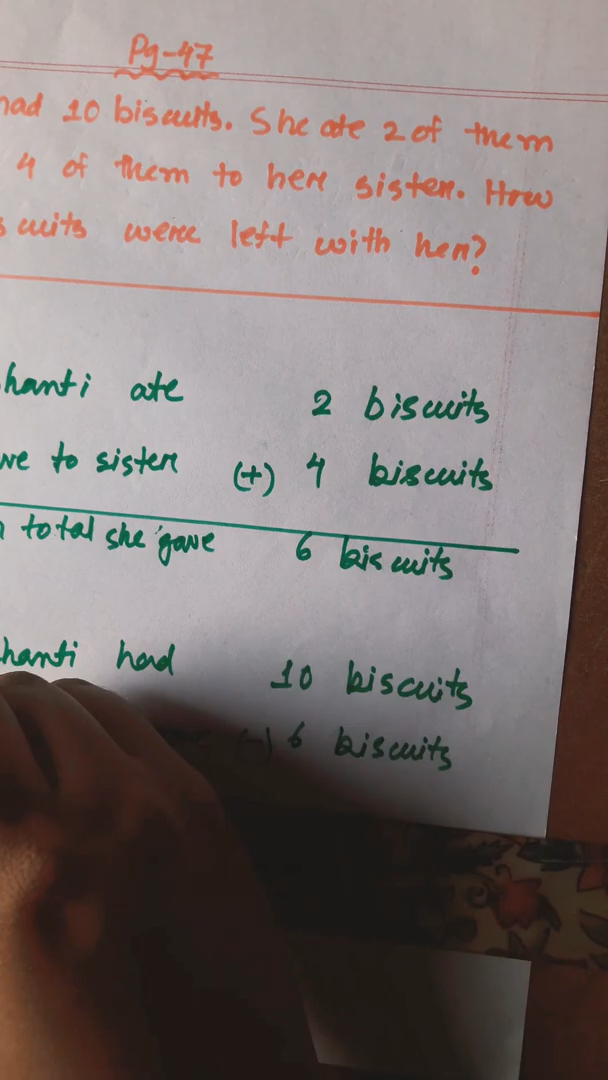 Pg-47
had 10 biscuits. She ate 2 of them
4 of them to her sister. How
scuits were left with her?
hanti ate 2 biscuits
ve to sister (+) 4 biscuits
n total she gave 6 biscuits
hanti had 10 biscuits
(-) 6 biscuits